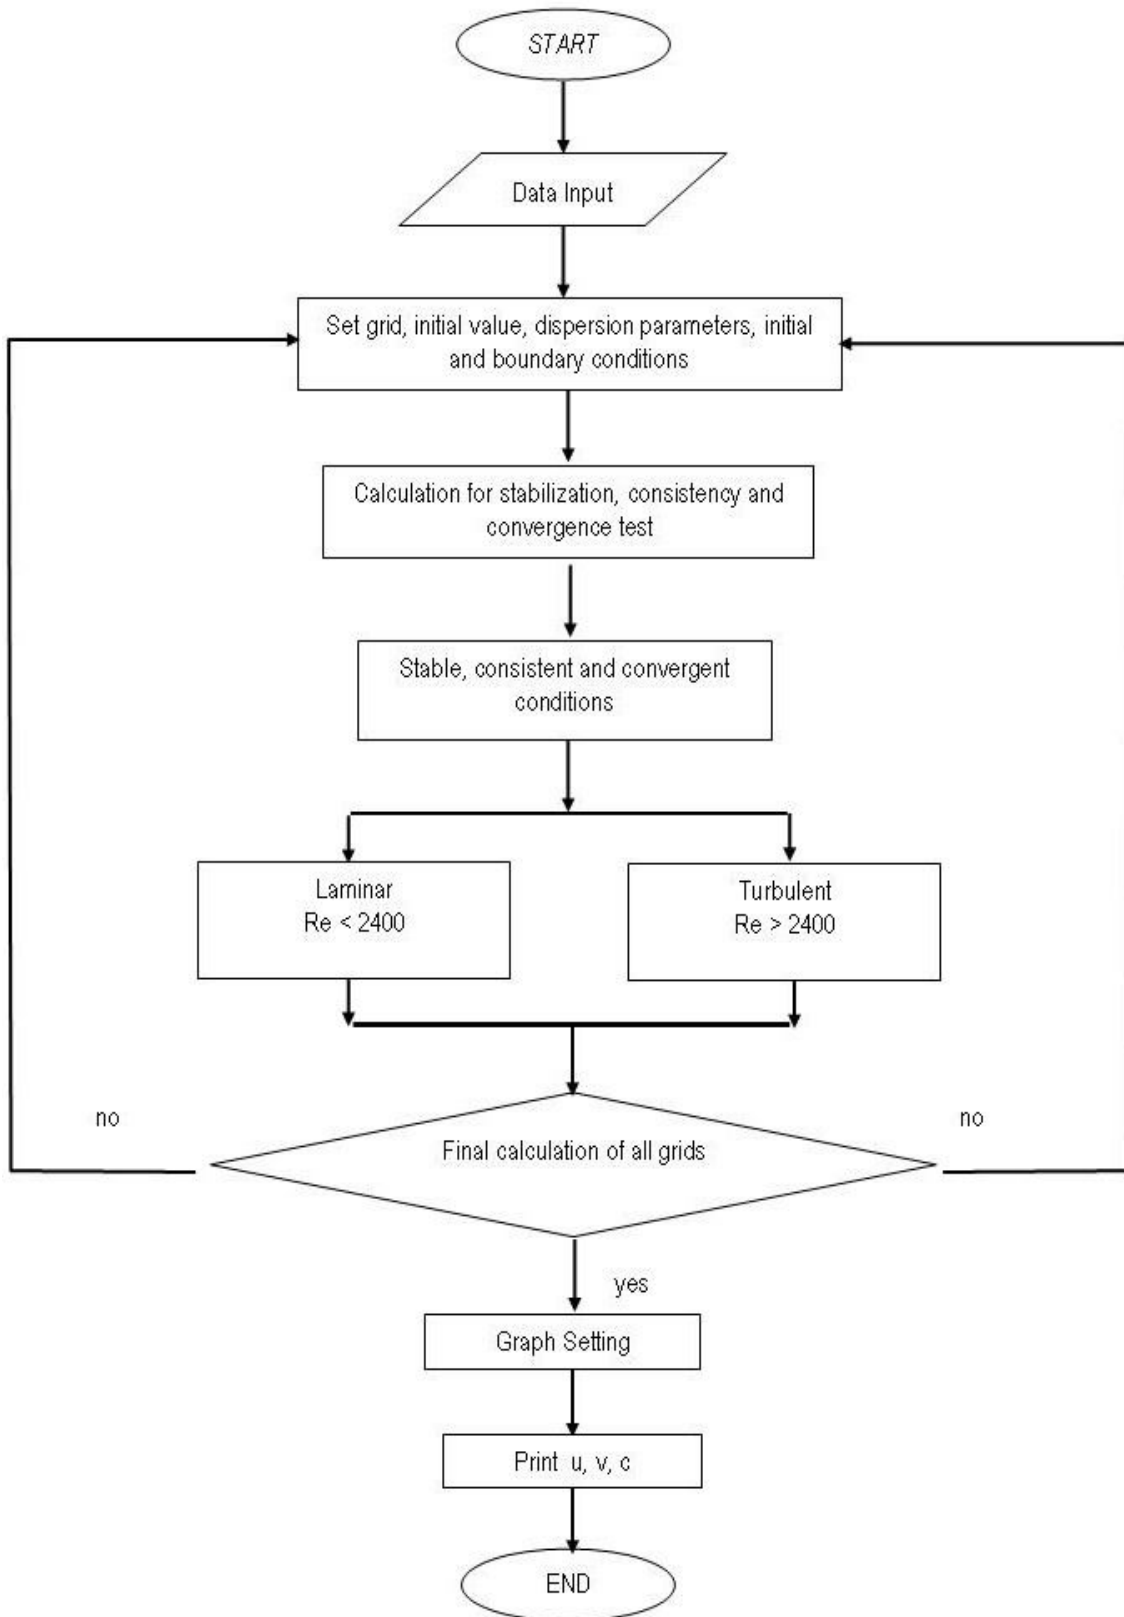 START
Data Input
Set grid, initial value, dispersion parameters, initial
and boundary conditions
Calculation for stabilization, consistency and
convergence test
Stable, consistent and convergent
conditions
Laminar
Re < 2400
Turbulent
Re > 2400
no
Final calculation of all grids
no
yes
Graph Setting
Print u, v, c
END